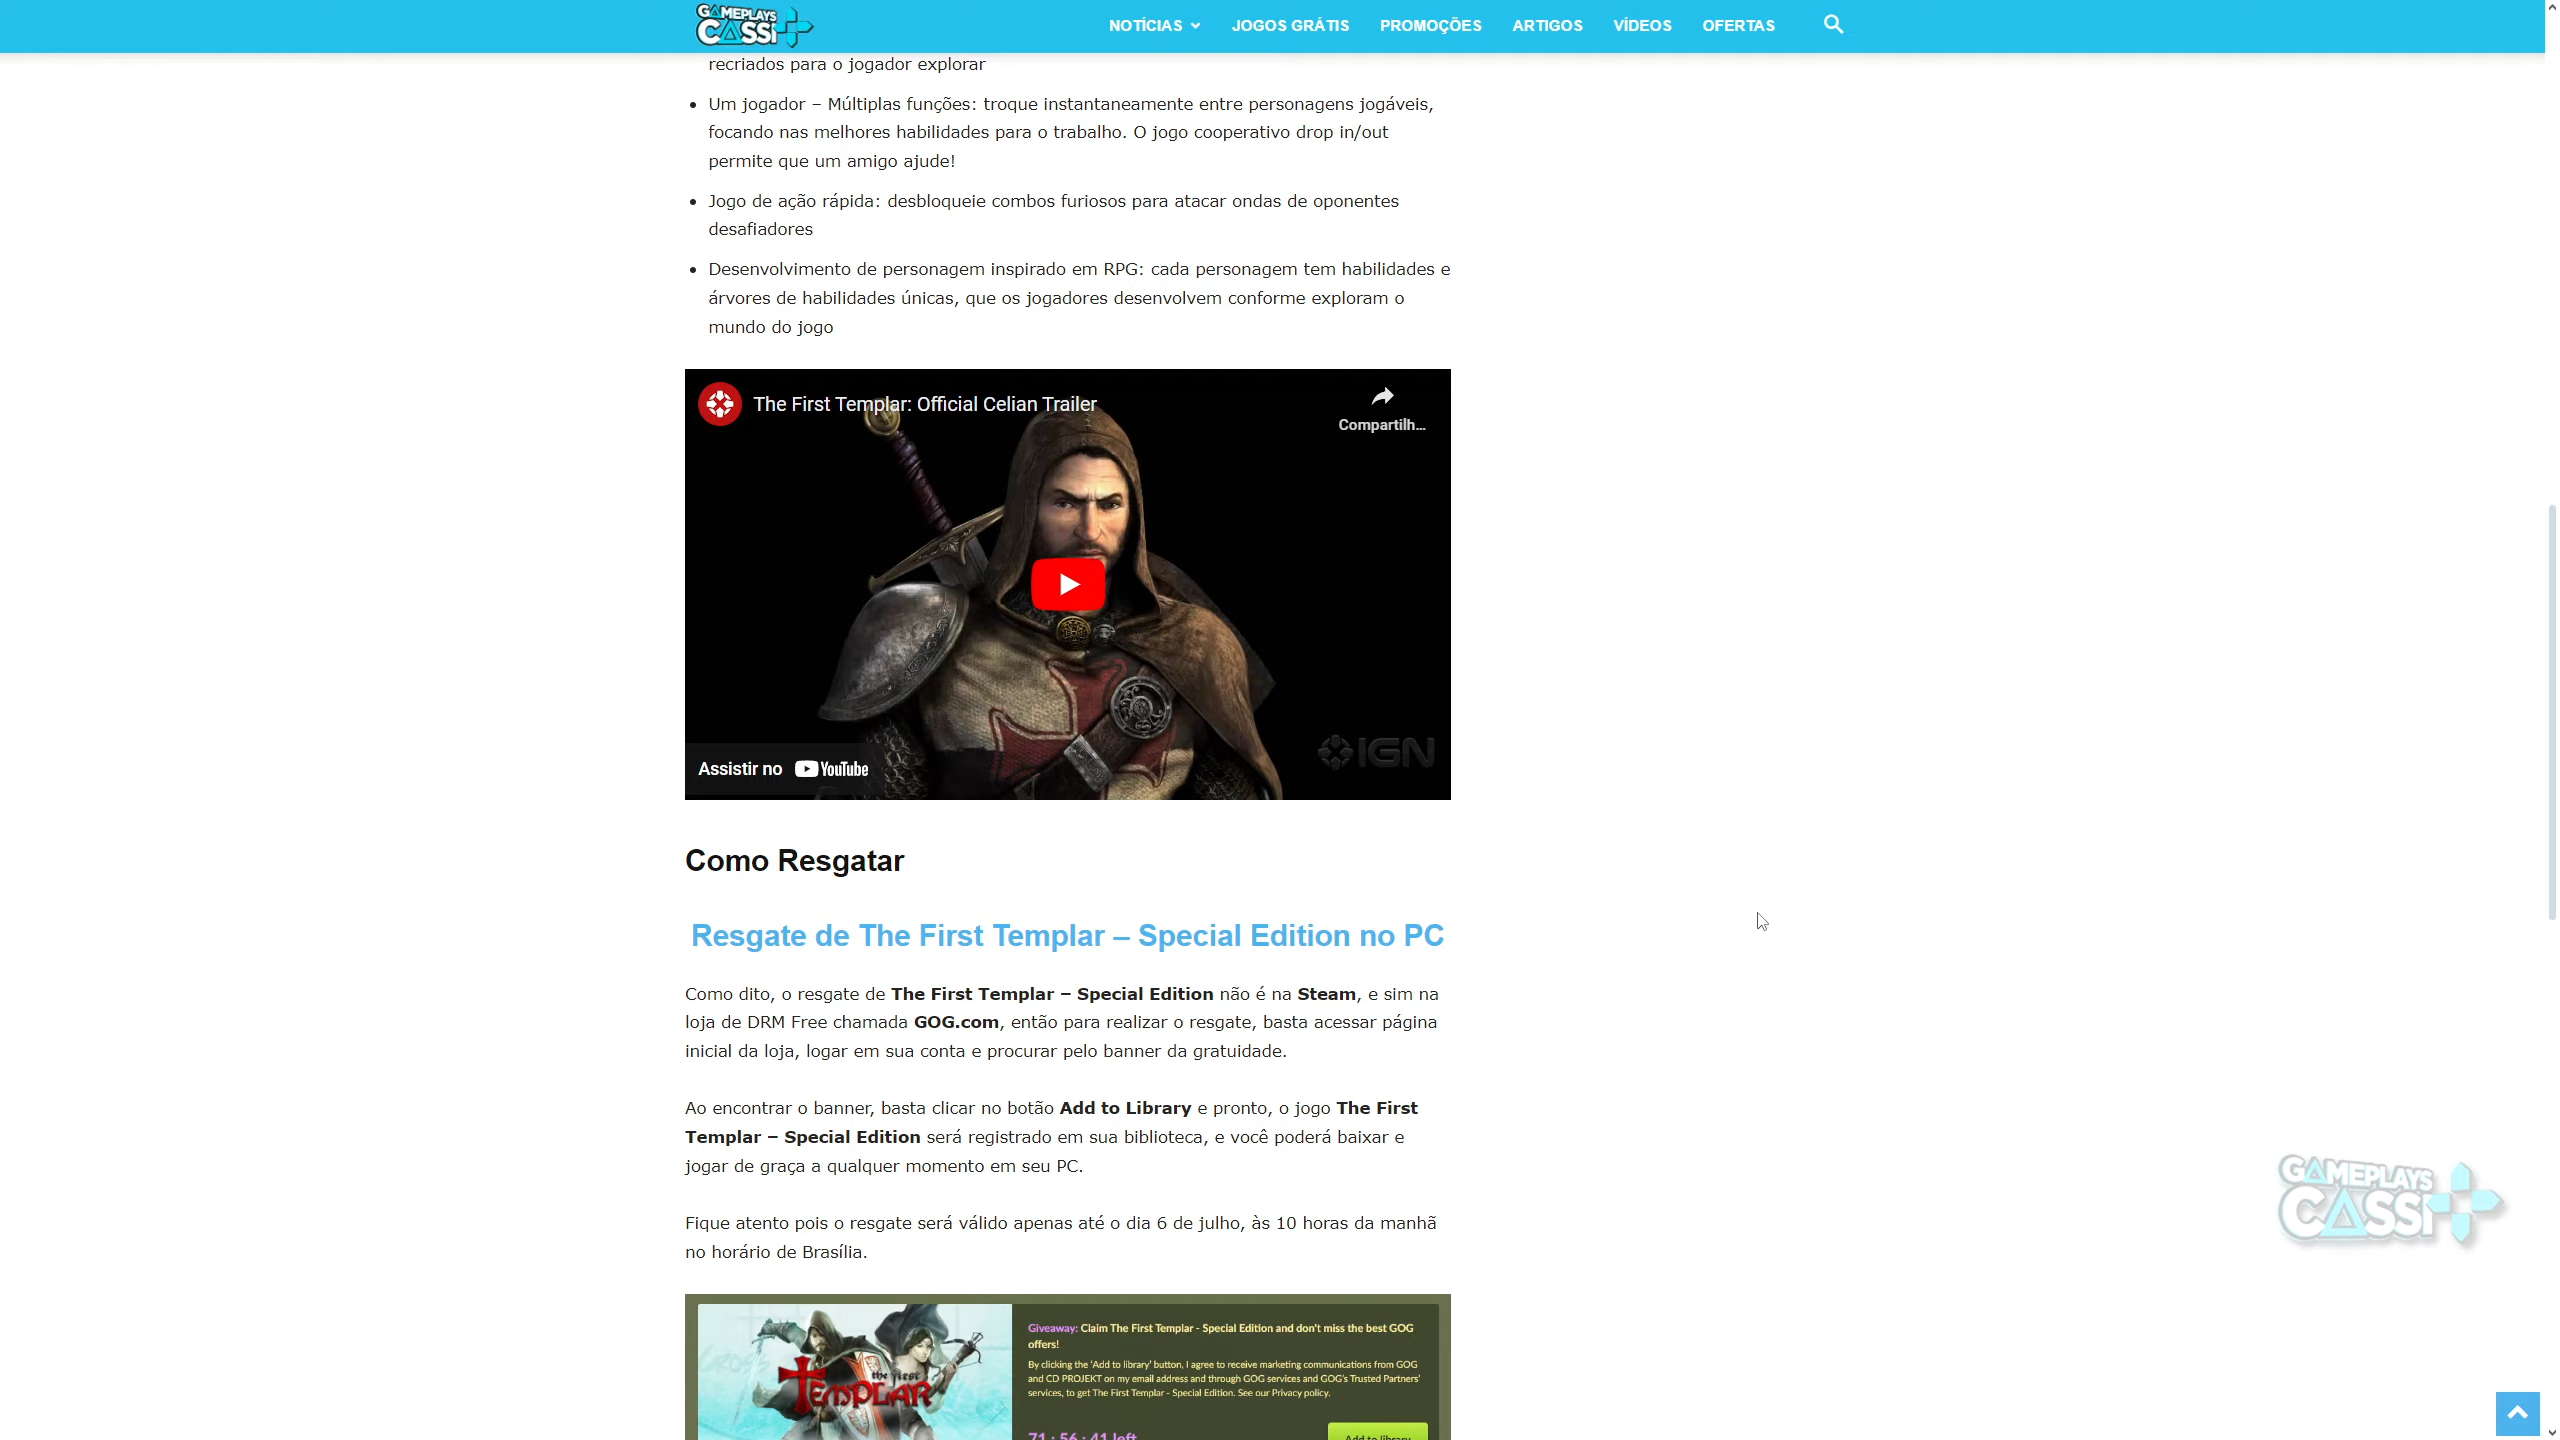 GAMEPLAYS
CASSI
NOTÍCIAS
JOGOS GRÁTIS
PROMOÇÕES
ARTIGOS
VÍDEOS
OFERTAS
recriados para o jogador explorar
Um jogador – Múltiplas funções: troque instantaneamente entre personagens jogáveis,
focando nas melhores habilidades para o trabalho. O jogo cooperativo drop in/out
permite que um amigo ajude!
Jogo de ação rápida: desbloqueie combos furiosos para atacar ondas de oponentes
desafiadores
Desenvolvimento de personagem inspirado em RPG: cada personagem tem habilidades e
árvores de habilidades únicas, que os jogadores desenvolvem conforme exploram o
mundo do jogo
The First Templar: Official Celian Trailer
Compartilh...
IGN
Assistir no YouTube
Como Resgatar
Resgate de The First Templar – Special Edition no PC
Como dito, o resgate de The First Templar – Special Edition não é na Steam, e sim na
loja de DRM Free chamada GOG.com, então para realizar o resgate, basta acessar página
inicial da loja, logar em sua conta e procurar pelo banner da gratuidade.
Ao encontrar o banner, basta clicar no botão Add to Library e pronto, o jogo The First
Templar – Special Edition será registrado em sua biblioteca, e você poderá baixar e
jogar de graça a qualquer momento em seu PC.
GAMEPLAYS
CASSI
Fique atento pois o resgate será válido apenas até o dia 6 de julho, às 10 horas da manhã
no horário de Brasília.
the first
TEMPLAR
Giveaway: Claim The First Templar - Special Edition and don't miss the best GOG
offers!
By clicking the 'Add to library' button, I agree to receive marketing communications from GOG
and CD PROJEKT on my email address and through GOG services and GOG's Trusted Partners'
services, to get The First Templar - Special Edition. See our Privacy policy.
71 : 56 : 41 left
Add to library